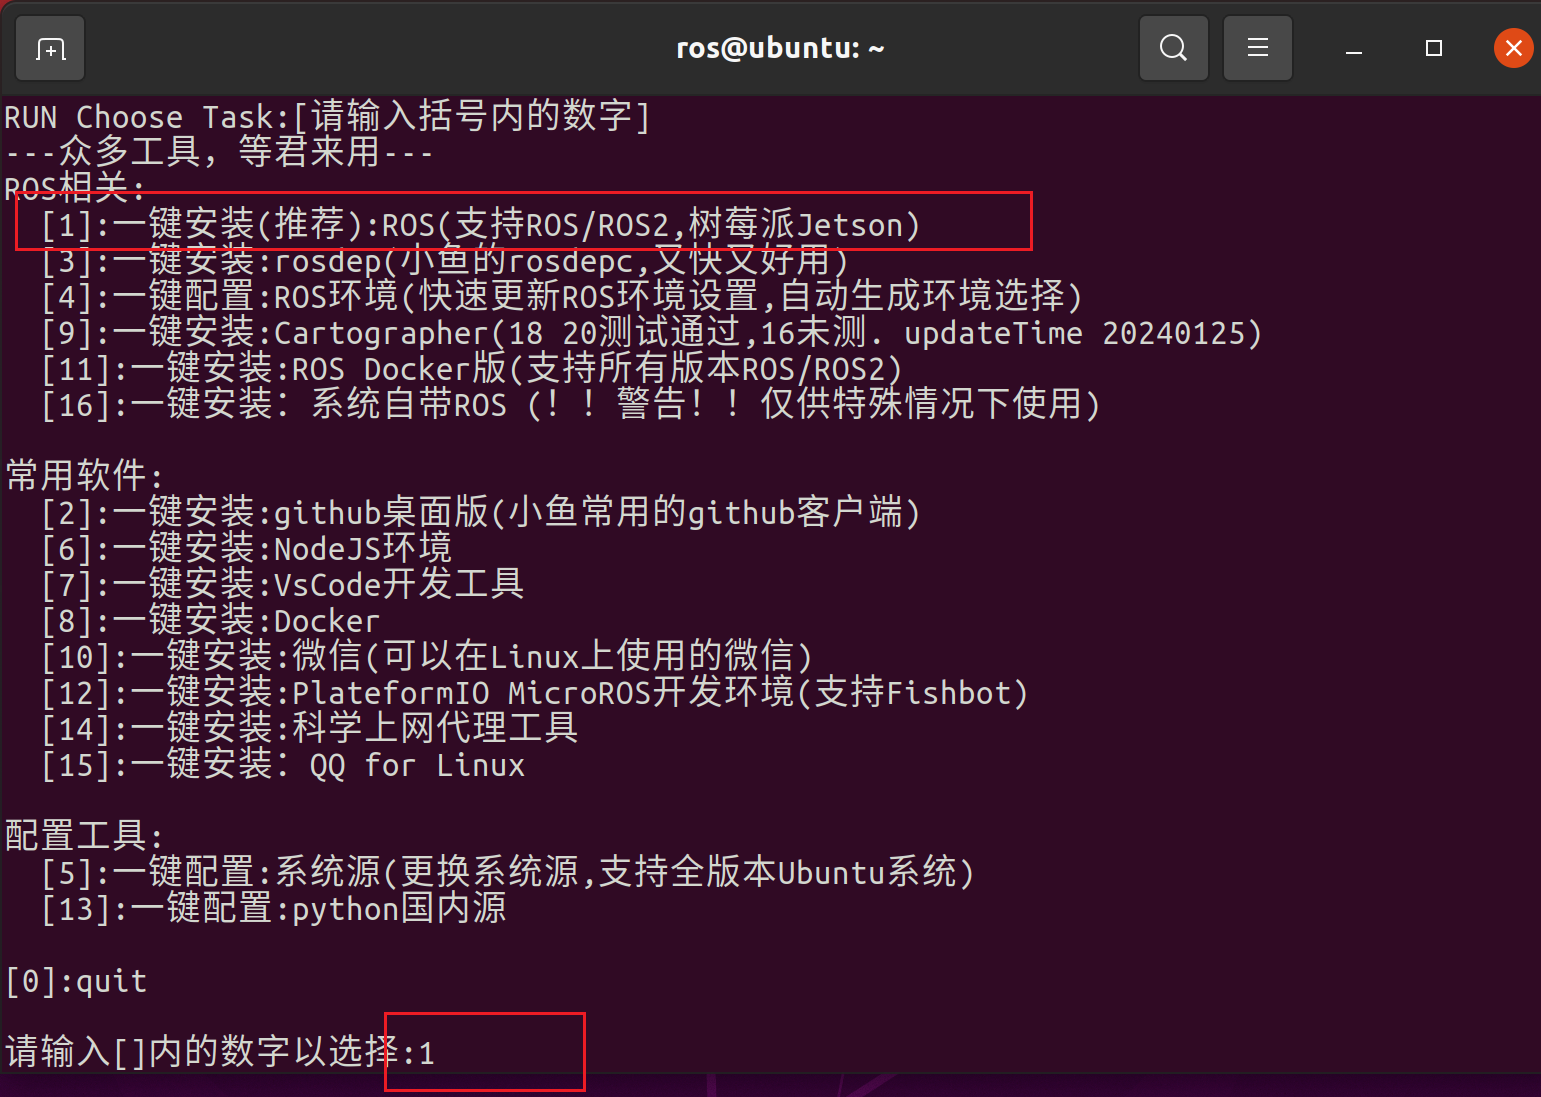 ros@ubuntu: ~
RUN Choose Task:[请输入括号内的数字]
---众多工具，等君来用---
ROS相关:
[1]:一键安装(推荐):ROS(支持ROS/ROS2,树莓派Jetson)
[3]:一键安装:rosdep(小鱼的rosdepc,又快又好用)
[4]:一键配置:ROS环境(快速更新ROS环境设置,自动生成环境选择)
[9]:一键安装:Cartographer(18 20测试通过,16未测. updateTime 20240125)
[11]:一键安装:ROS Docker版(支持所有版本ROS/ROS2)
[16]:一键安装：系统自带ROS (！！警告！！仅供特殊情况下使用)
常用软件:
[2]:一键安装:github桌面版(小鱼常用的github客户端)
[6]:一键安装:NodeJS环境
[7]:一键安装:VsCode开发工具
[8]:一键安装:Docker
[10]:一键安装:微信(可以在Linux上使用的微信)
[12]:一键安装:PlateformIO MicroROS开发环境(支持Fishbot)
[14]:一键安装:科学上网代理工具
[15]:一键安装：QQ for Linux
配置工具:
[5]:一键配置:系统源(更换系统源,支持全版本Ubuntu系统)
[13]:一键配置:python国内源
[0]:quit
请输入[]内的数字以选择:1